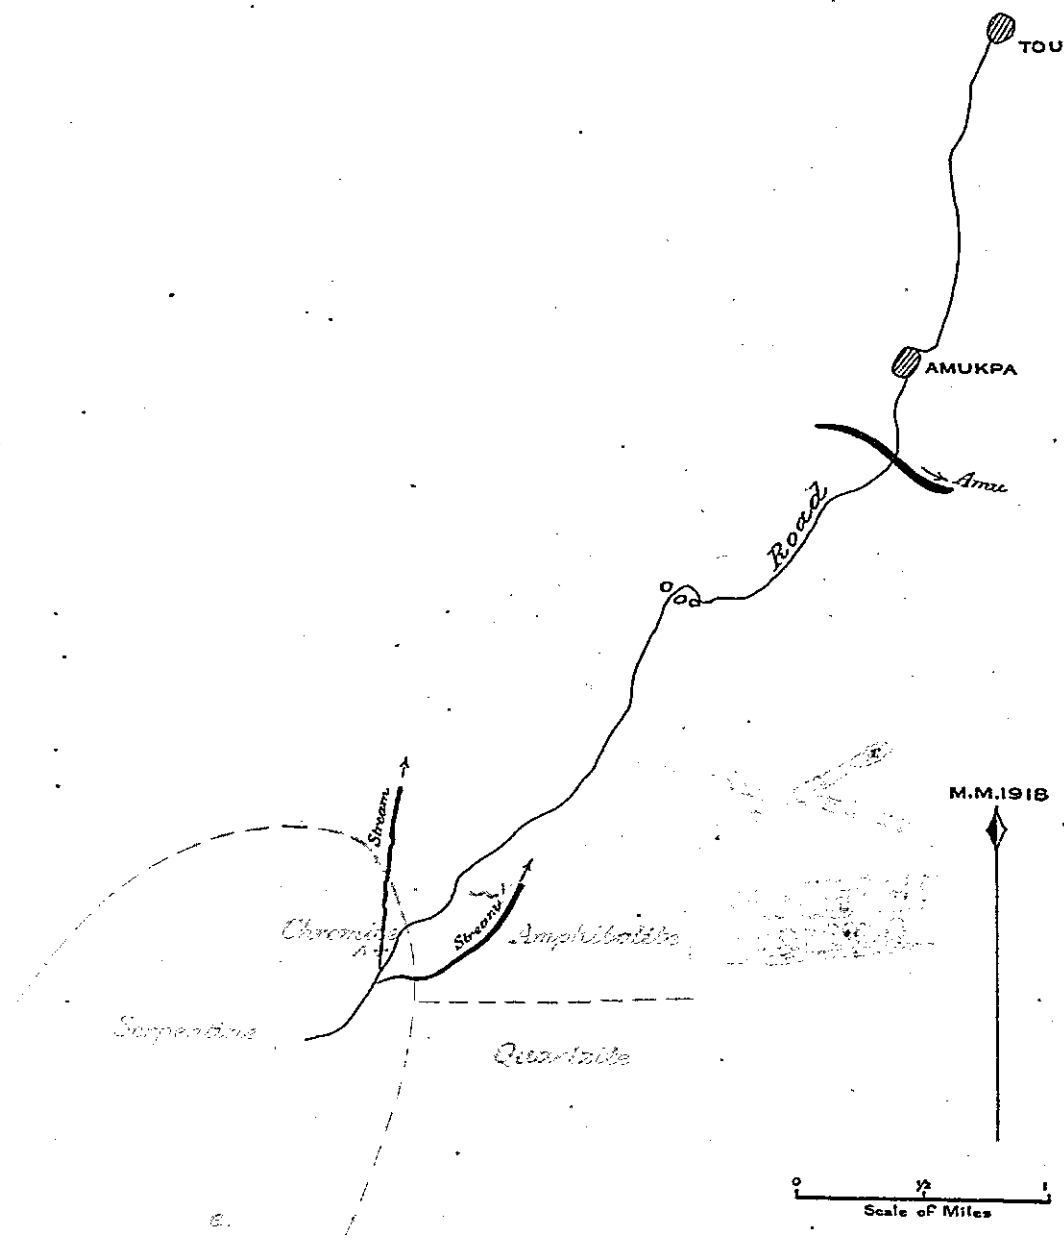 TOU
AMUKPA
Amu
Road
M.M.1918
Stream
Stream
Chromite
Amphibolite
Serpentine
Quartzite
0 ½ 1
Scale of Miles